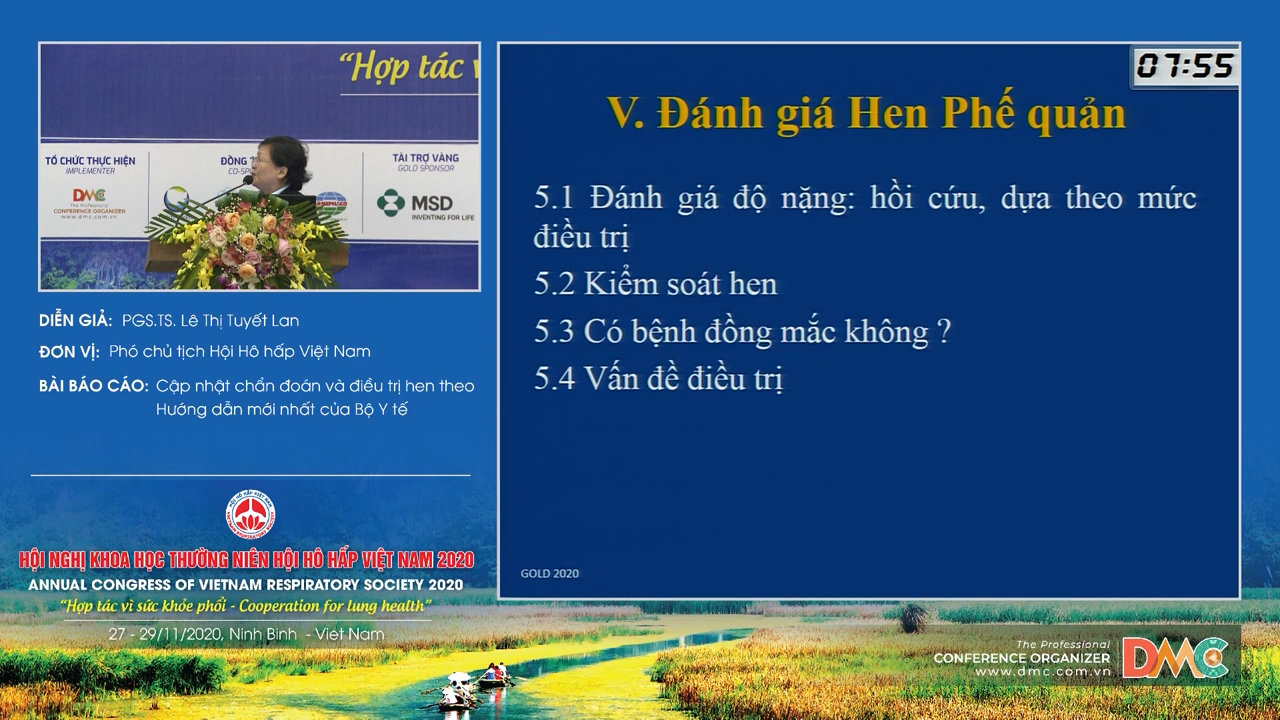 “Hợp tác v
TỔ CHỨC THỰC HIỆN
IMPLEMENTER
DMC
The Professional
CONFERENCE ORGANIZER
www.dmc.com.vn
ĐỒNG
CO-SP
TÀI TRỢ VÀNG
GOLD SPONSOR
MSD
INVENTING FOR LIFE
DIỄN GIẢ: PGS.TS. Lê Thị Tuyết Lan
ĐƠN VỊ: Phó chủ tịch Hội Hô hấp Việt Nam
BÀI BÁO CÁO: Cập nhật chẩn đoán và điều trị hen theo
Hướng dẫn mới nhất của Bộ Y tế
HỘI NGHỊ KHOA HỌC THƯỜNG NIÊN HỘI HÔ HẤP VIỆT NAM 2020
ANNUAL CONGRESS OF VIETNAM RESPIRATORY SOCIETY 2020
“Hợp tác vì sức khỏe phổi - Cooperation for lung health”
27 - 29/11/2020, Ninh Binh - Viet Nam
07:55
V. Đánh giá Hen Phế quản
5.1 Đánh giá độ nặng: hồi cứu, dựa theo mức
điều trị
5.2 Kiểm soát hen
5.3 Có bệnh đồng mắc không ?
5.4 Vấn đề điều trị
GOLD 2020
The Professional
CONFERENCE ORGANIZER
www.dmc.com.vn
DMC